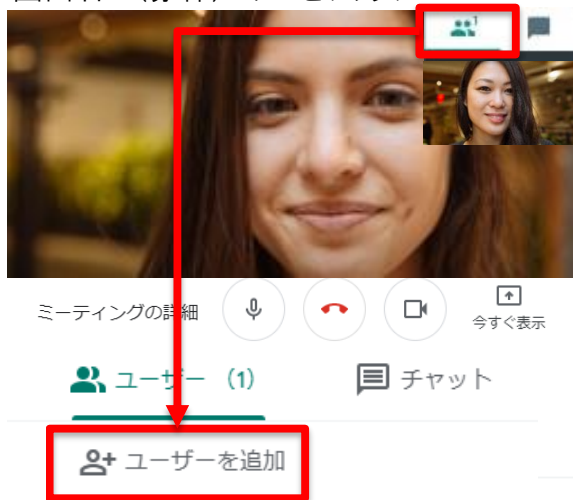 1
ミーティングの詳細
今すぐ表示
ユーザー (1)
チャット
ユーザーを追加